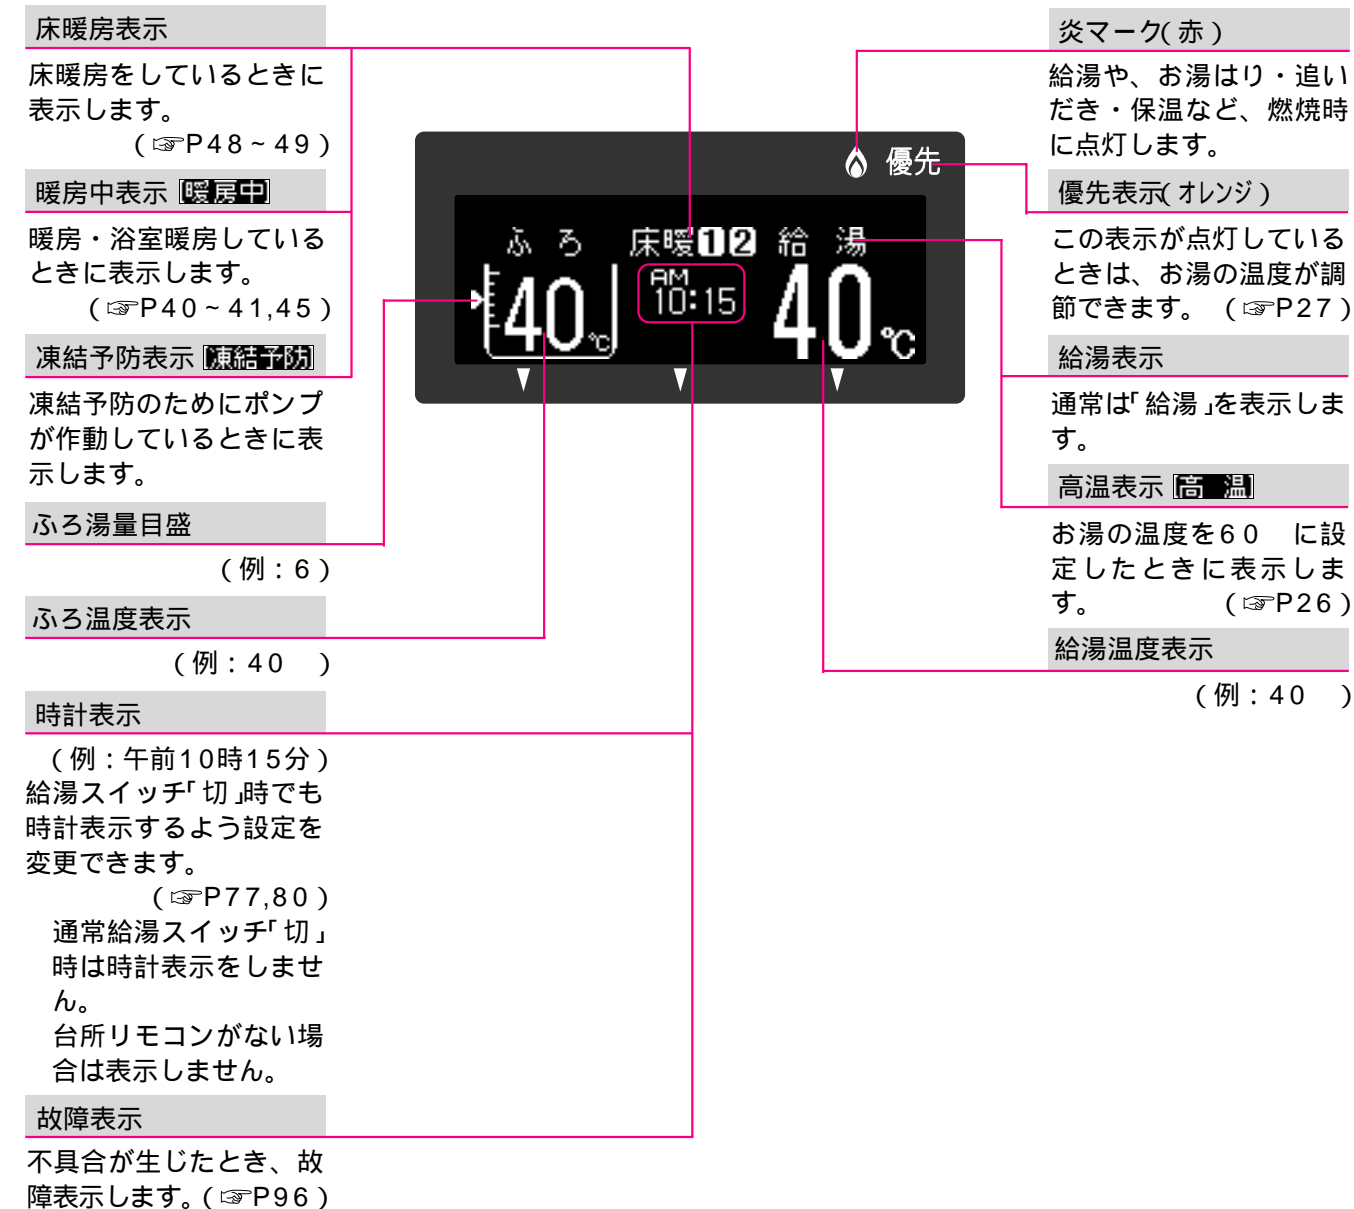 床暖房表示
床暖房をしているときに
表示します。
(☞P48~49)
暖房中表示 暖房中
暖房・浴室暖房している
ときに表示します。
(☞P40~41,45)
凍結予防表示 凍結予防
凍結予防のためにポンプ
が作動しているときに表
示します。
ふろ湯量目盛
(例:6)
ふろ温度表示
(例:40 )
時計表示
(例:午前10時15分)
給湯スイッチ「切」時でも
時計表示するよう設定を
変更できます。
(☞P77,80)
通常給湯スイッチ「切」
時は時計表示をしませ
ん。
台所リモコンがない場
合は表示しません。
故障表示
不具合が生じたとき、故
障表示します。(☞P96)
優先
ふろ 床暖12 給湯
40℃ AM 10:15 40℃
炎マーク(赤)
給湯や、お湯はり・追い
だき・保温など、燃焼時
に点灯します。
優先表示(オレンジ)
この表示が点灯している
ときは、お湯の温度が調
節できます。 (☞P27)
給湯表示
通常は「給湯」を表示しま
す。
高温表示 高温
お湯の温度を60 に設
定したときに表示しま
す。 (☞P26)
給湯温度表示
(例:40 )